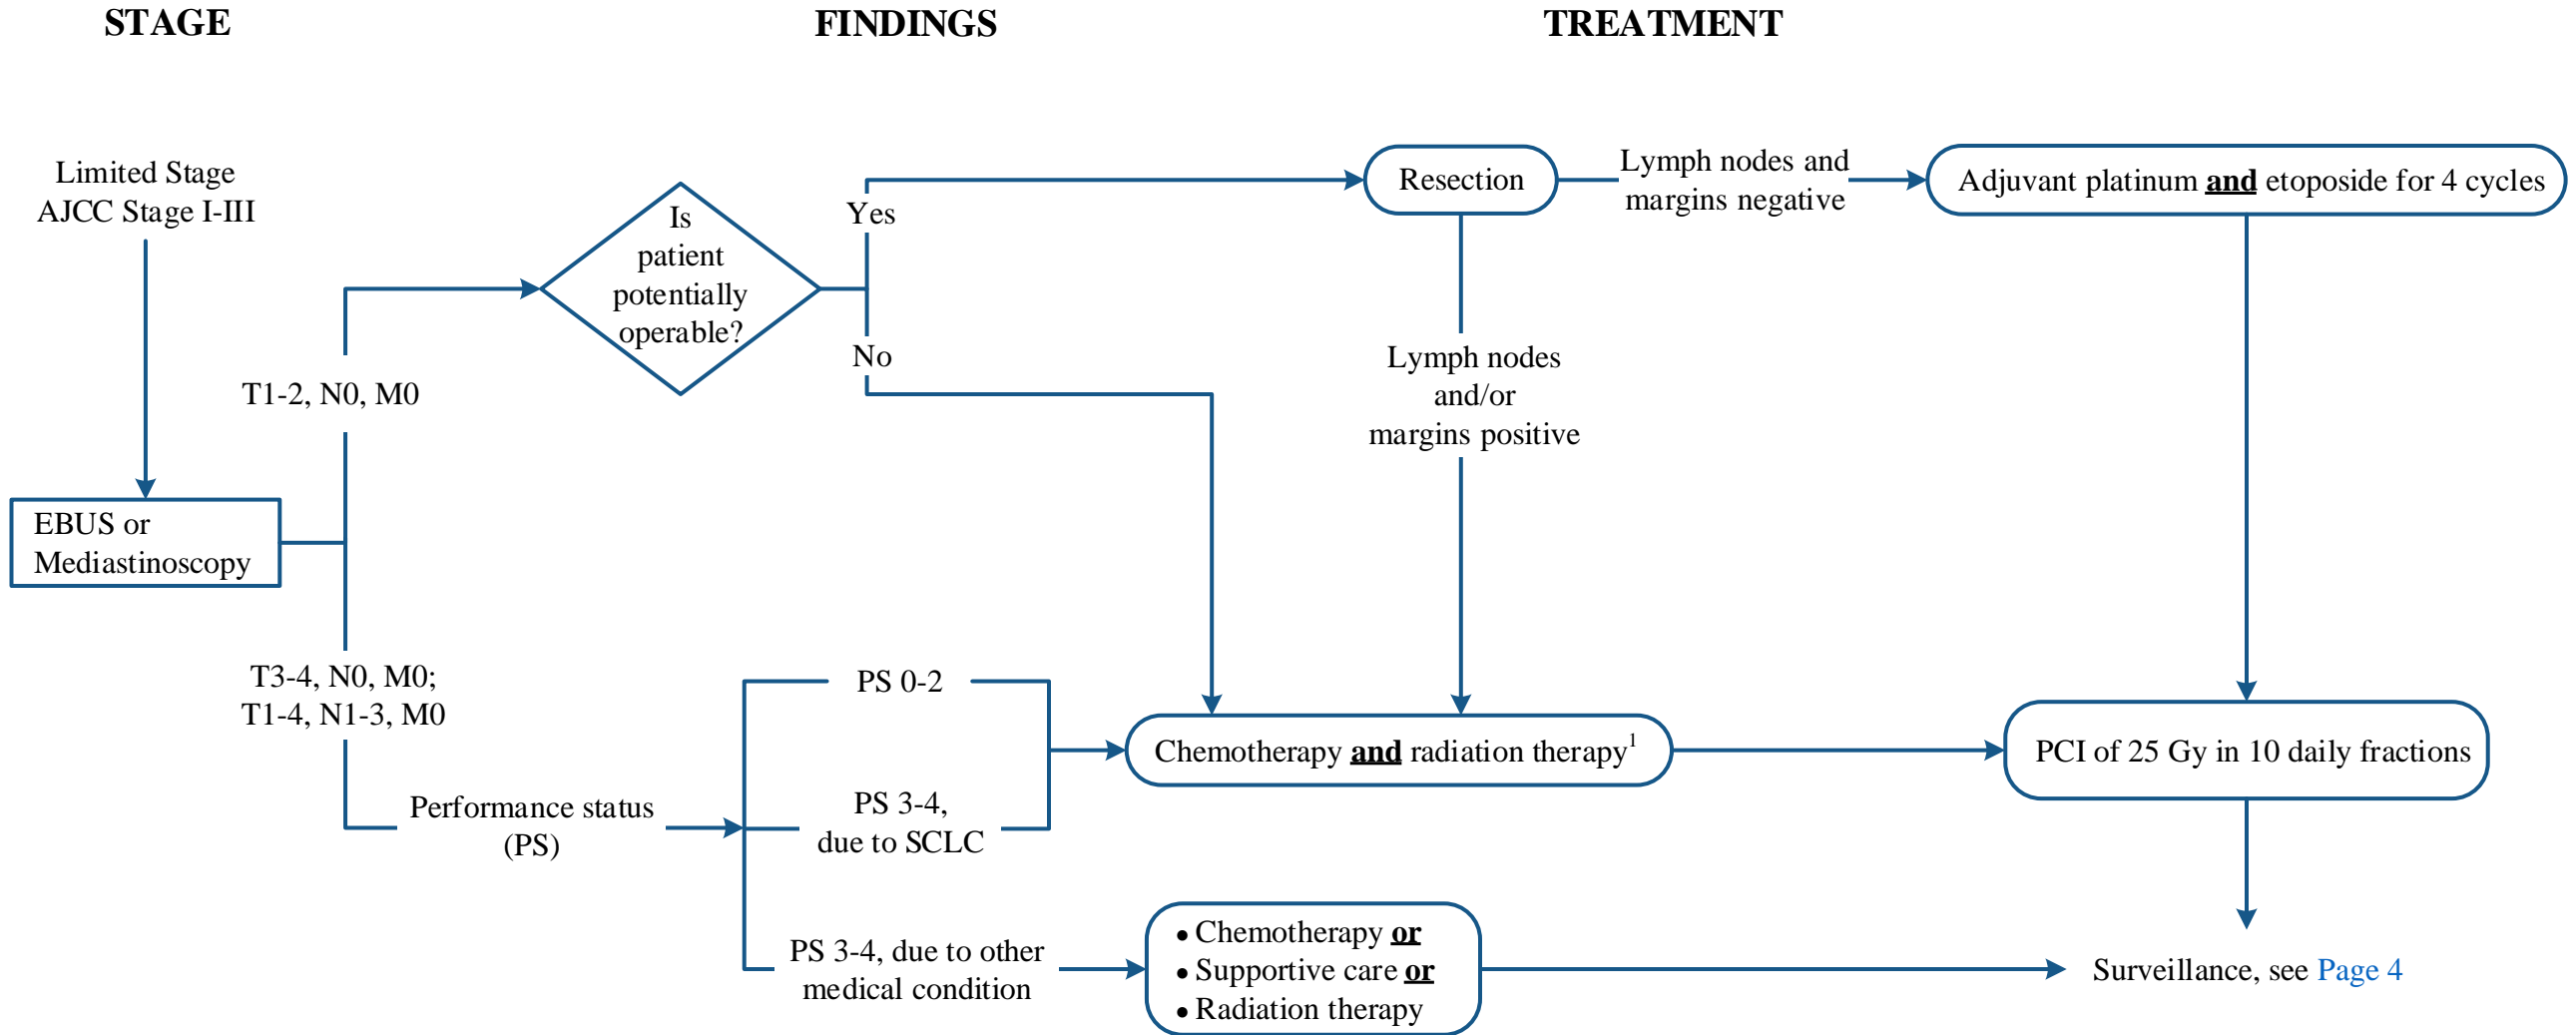 STAGE
FINDINGS
TREATMENT
Limited Stage
AJCC Stage I-III
EBUS or
Mediastinoscopy
T1-2, N0, M0
T3-4, N0, M0;
T1-4, N1-3, M0
Is
patient
potentially
operable?
Yes
No
Resection
Lymph nodes and
margins negative
Adjuvant platinum and etoposide for 4 cycles
Lymph nodes
and/or
margins positive
Performance status
(PS)
PS 0-2
PS 3-4,
due to SCLC
PS 3-4, due to other
medical condition
Chemotherapy and radiation therapy¹
PCI of 25 Gy in 10 daily fractions
• Chemotherapy or
• Supportive care or
• Radiation therapy
Surveillance, see Page 4